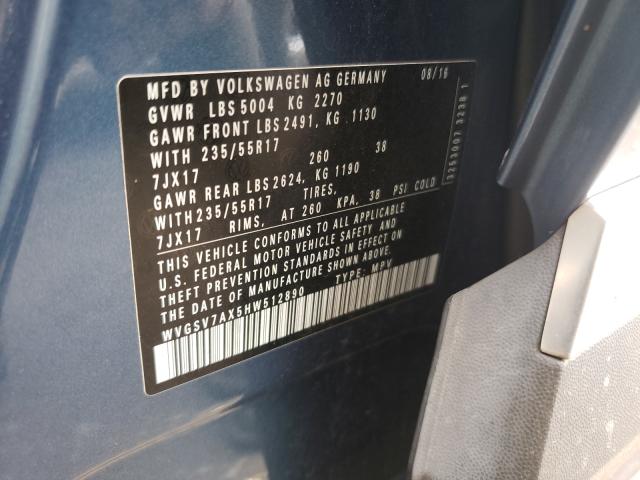 MFD BY VOLKSWAGEN AG GERMANY 08/16
GVWR LBS 5004 KG 2270
GAWR FRONT LBS 2491, KG 1130
WITH 235/55R17
7JX17 260 38
GAWR REAR LBS 2624, KG 1190
WITH 235/55R17 TIRES,
7JX17 RIMS, AT 260 KPA, 38 PSI COLD
THIS VEHICLE CONFORMS TO ALL APPLICABLE
U.S. FEDERAL MOTOR VEHICLE SAFETY AND
THEFT PREVENTION STANDARDS IN EFFECT ON
THE DATE OF MANUFACTURE SHOWN ABOVE.
WVGSV7AX5HW512890 TYPE: MPV
3253007 3238 1